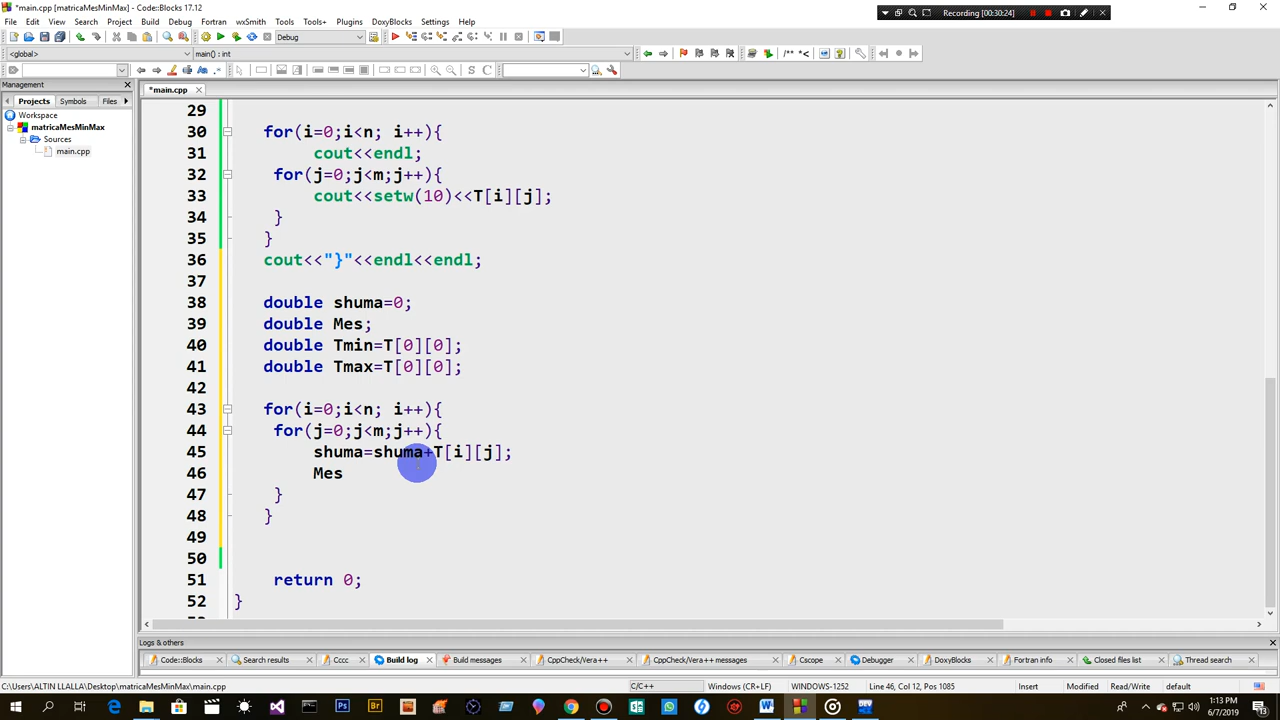 *main.cpp [matricaMesMinMax] - Code::Blocks 17.12
Recording [00:30:24]
File Edit View Search Project Build Debug Fortran wxSmith Tools Tools+ Plugins DoxyBlocks Settings Help
Debug
<global> main() : int /** *<
S C
Management
*main.cpp
Projects Symbols Files
Workspace
matricaMesMinMax
Sources
main.cpp
29
30 for(i=0;i<n; i++){
31 cout<<endl;
32 for(j=0;j<m;j++){
33 cout<<setw(10)<<T[i][j];
34 }
35 }
36 cout<<"}"<<endl<<endl;
37
38 double shuma=0;
39 double Mes;
40 double Tmin=T[0][0];
41 double Tmax=T[0][0];
42
43 for(i=0;i<n; i++){
44 for(j=0;j<m;j++){
45 shuma=shuma+T[i][j];
46 Mes
47 }
48 }
49
50
51 return 0;
52 }
Logs & others
Code::Blocks Search results Cccc Build log Build messages CppCheck/Vera++ CppCheck/Vera++ messages Cscope Debugger DoxyBlocks Fortran info Closed files list Thread search
C:\Users\ALTIN LLALLA\Desktop\matricaMesMinMax\main.cpp C/C++ Windows (CR+LF) WINDOWS-1252 Line 46, Col 12, Pos 1085 Insert Modified Read/Write default
1:13 PM
6/7/2019